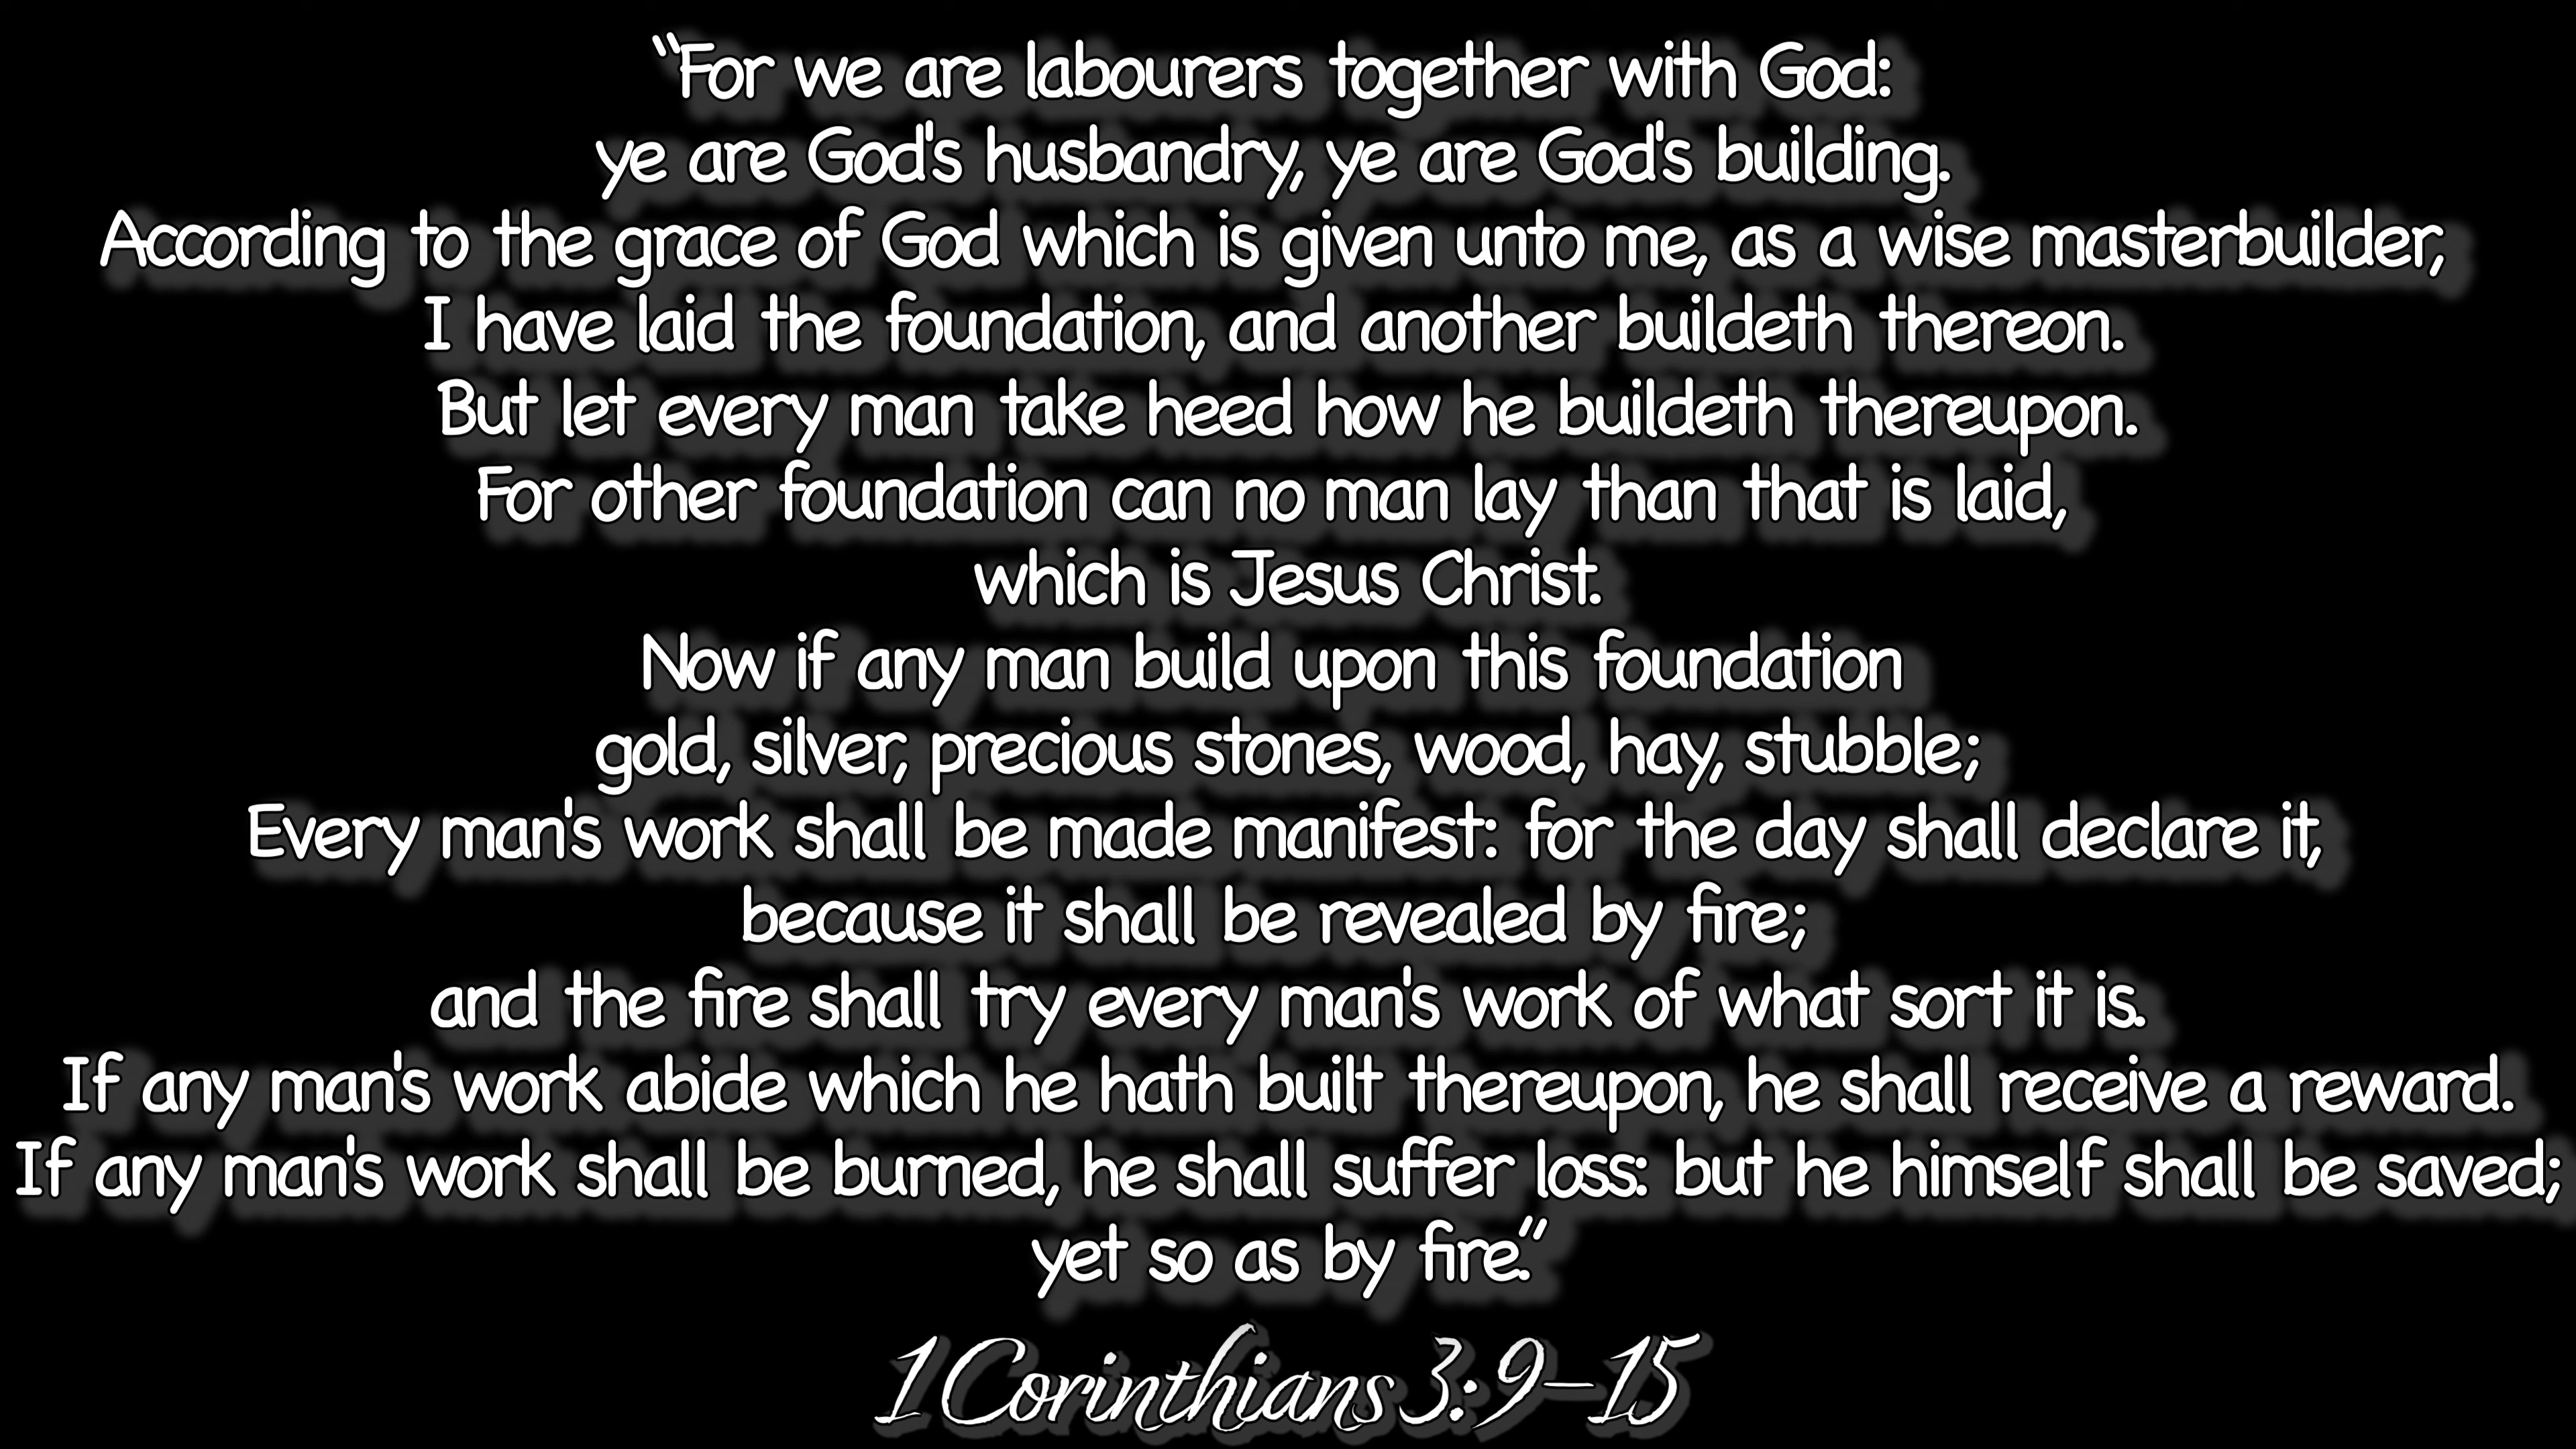 “For we are labourers together with God:
ye are God's husbandry, ye are God's building.
According to the grace of God which is given unto me, as a wise masterbuilder,
I have laid the foundation, and another buildeth thereon.
But let every man take heed how he buildeth thereupon.
For other foundation can no man lay than that is laid,
which is Jesus Christ.
Now if any man build upon this foundation
gold, silver, precious stones, wood, hay, stubble;
Every man's work shall be made manifest: for the day shall declare it,
because it shall be revealed by fire;
and the fire shall try every man's work of what sort it is.
If any man's work abide which he hath built thereupon, he shall receive a reward.
If any man's work shall be burned, he shall suffer loss: but he himself shall be saved;
yet so as by fire.”
1 Corinthians 3:9–15